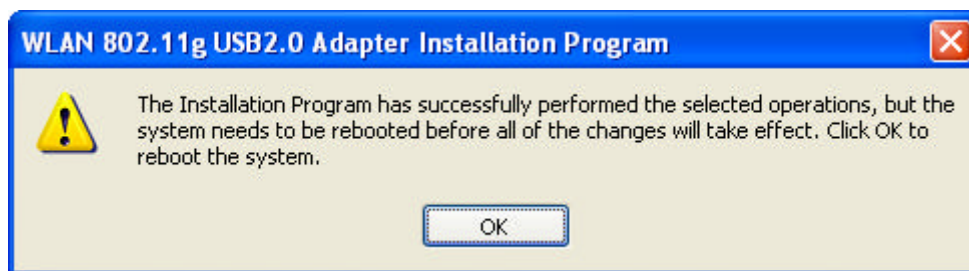 WLAN 802.11g USB2.0 Adapter Installation Program
The Installation Program has successfully performed the selected operations, but the
system needs to be rebooted before all of the changes will take effect. Click OK to
reboot the system.
OK